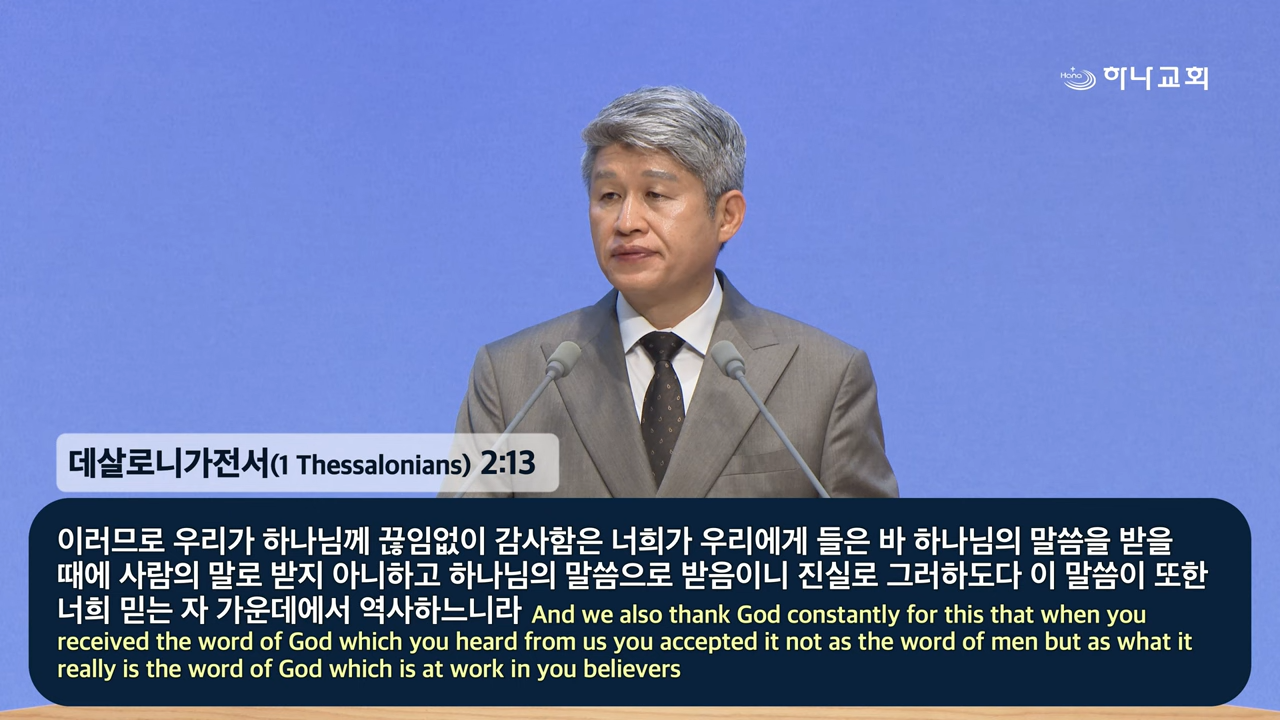 Hana 하나교회
데살로니가전서(1 Thessalonians) 2:13
이러므로 우리가 하나님께 끊임없이 감사함은 너희가 우리에게 들은 바 하나님의 말씀을 받을
때에 사람의 말로 받지 아니하고 하나님의 말씀으로 받음이니 진실로 그러하도다 이 말씀이 또한
너희 믿는 자 가운데에서 역사하느니라 And we also thank God constantly for this that when you
received the word of God which you heard from us you accepted it not as the word of men but as what it
really is the word of God which is at work in you believers